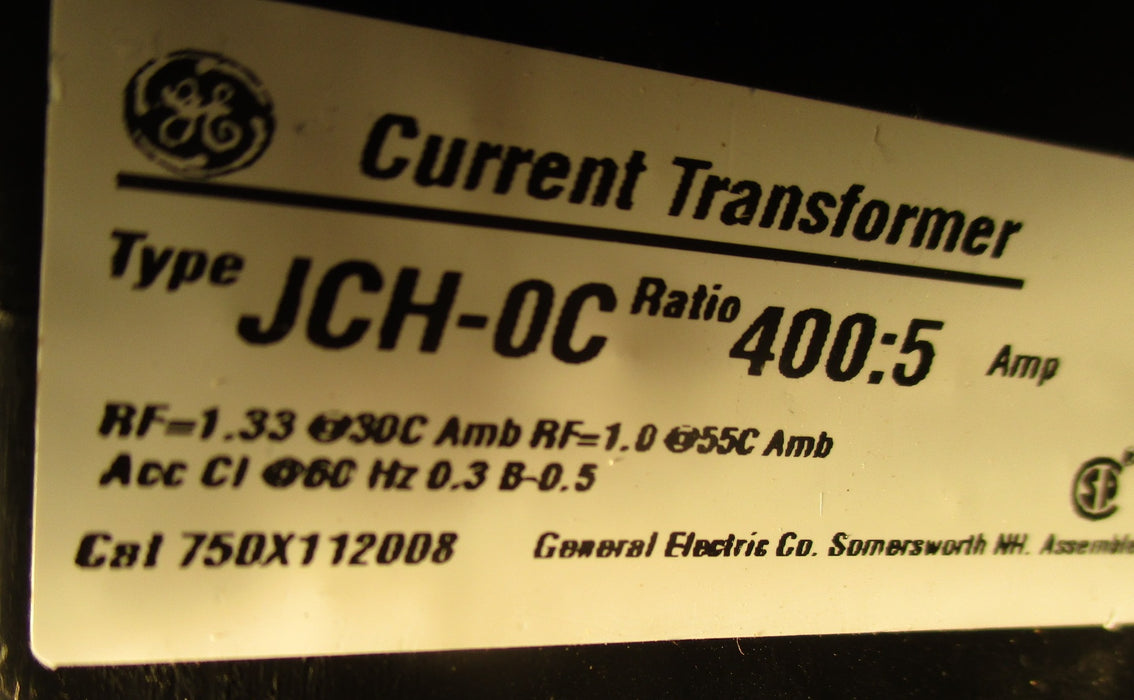 GE
Current Transformer
Type JCH-0C Ratio 400:5 Amp
RF=1.33 @30C Amb RF=1.0 @55C Amb
Acc Cl @60 Hz 0.3 B-0.5
Cat 750X112008 General Electric Co. Somersworth NH. Assemble